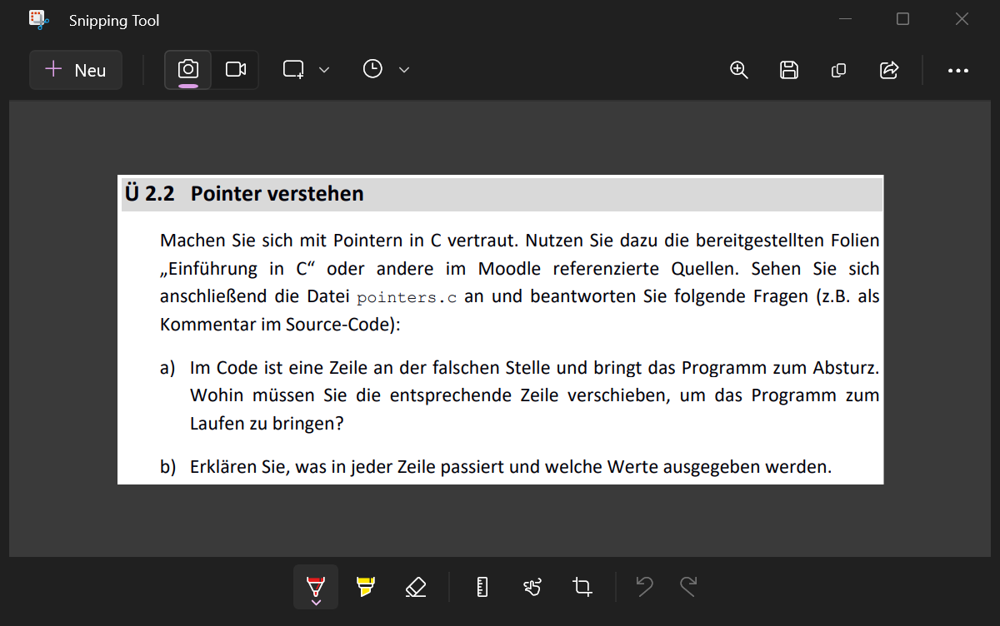 Snipping Tool
Neu
Ü 2.2 Pointer verstehen
Machen Sie sich mit Pointern in C vertraut. Nutzen Sie dazu die bereitgestellten Folien
„Einführung in C“ oder andere im Moodle referenzierte Quellen. Sehen Sie sich
anschließend die Datei pointers.c an und beantworten Sie folgende Fragen (z.B. als
Kommentar im Source-Code):
a) Im Code ist eine Zeile an der falschen Stelle und bringt das Programm zum Absturz.
Wohin müssen Sie die entsprechende Zeile verschieben, um das Programm zum
Laufen zu bringen?
b) Erklären Sie, was in jeder Zeile passiert und welche Werte ausgegeben werden.